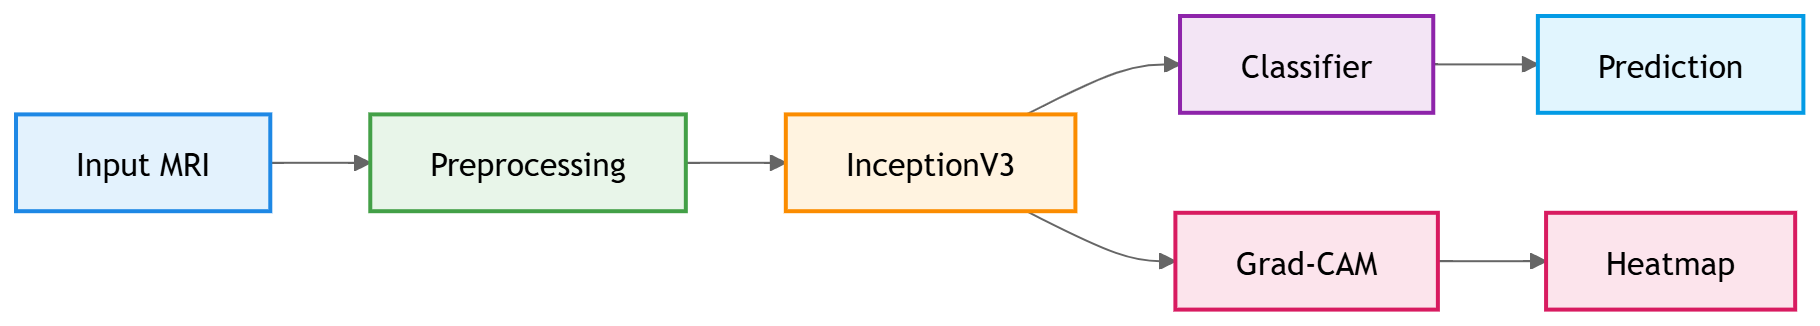 Input MRI
Preprocessing
InceptionV3
Classifier
Prediction
Grad-CAM
Heatmap